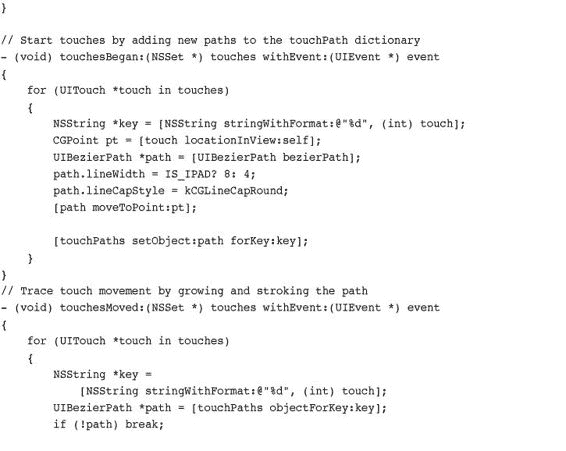 }
// Start touches by adding new paths to the touchPath dictionary
- (void) touchesBegan:(NSSet *) touches withEvent:(UIEvent *) event
{
    for (UITouch *touch in touches)
    {
        NSString *key = [NSString stringWithFormat:@"%d", (int) touch];
        CGPoint pt = [touch locationInView:self];
        UIBezierPath *path = [UIBezierPath bezierPath];
        path.lineWidth = IS_IPAD? 8: 4;
        path.lineCapStyle = kCGLineCapRound;
        [path moveToPoint:pt];

        [touchPaths setObject:path forKey:key];
    }
}
// Trace touch movement by growing and stroking the path
- (void) touchesMoved:(NSSet *) touches withEvent:(UIEvent *) event
{
    for (UITouch *touch in touches)
    {
        NSString *key =
            [NSString stringWithFormat:@"%d", (int) touch];
        UIBezierPath *path = [touchPaths objectForKey:key];
        if (!path) break;